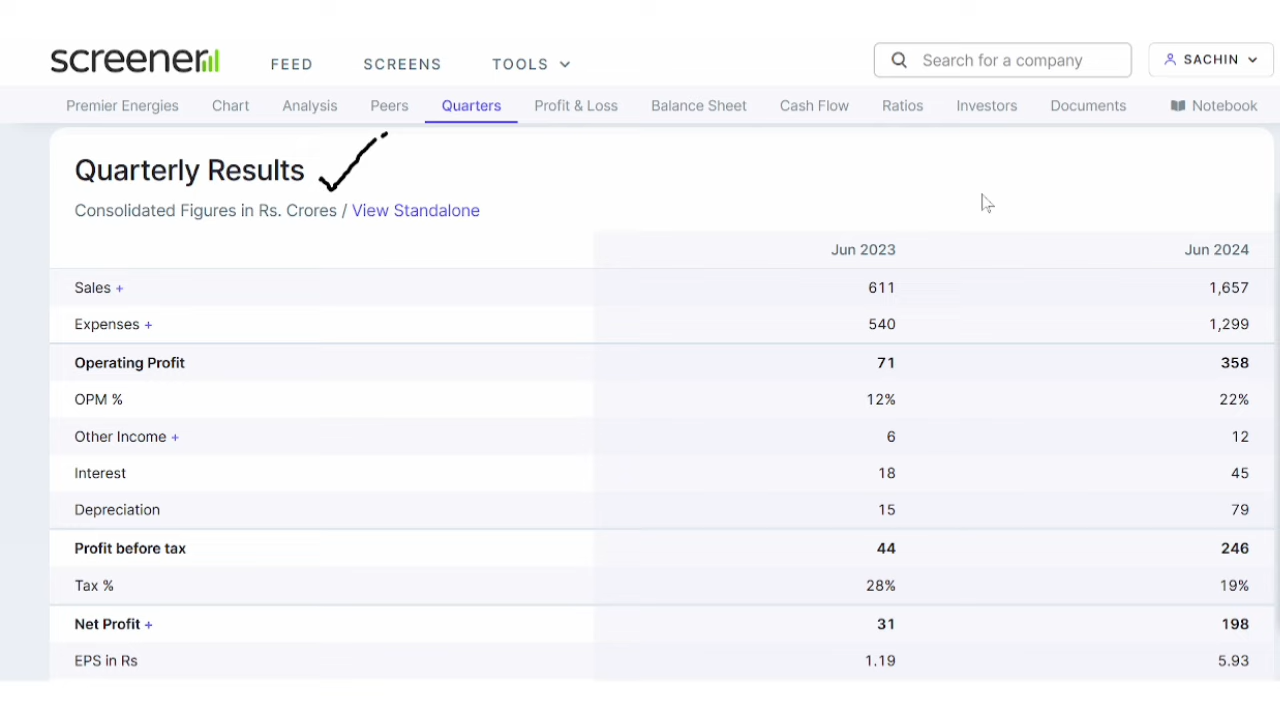 screener
FEED SCREENS TOOLS
Search for a company
SACHIN
Premier Energies Chart Analysis Peers Quarters Profit & Loss Balance Sheet Cash Flow Ratios Investors Documents Notebook
Quarterly Results
Consolidated Figures in Rs. Crores / View Standalone
Jun 2023 Jun 2024
Sales + 611 1,657
Expenses + 540 1,299
Operating Profit 71 358
OPM % 12% 22%
Other Income + 6 12
Interest 18 45
Depreciation 15 79
Profit before tax 44 246
Tax % 28% 19%
Net Profit + 31 198
EPS in Rs 1.19 5.93